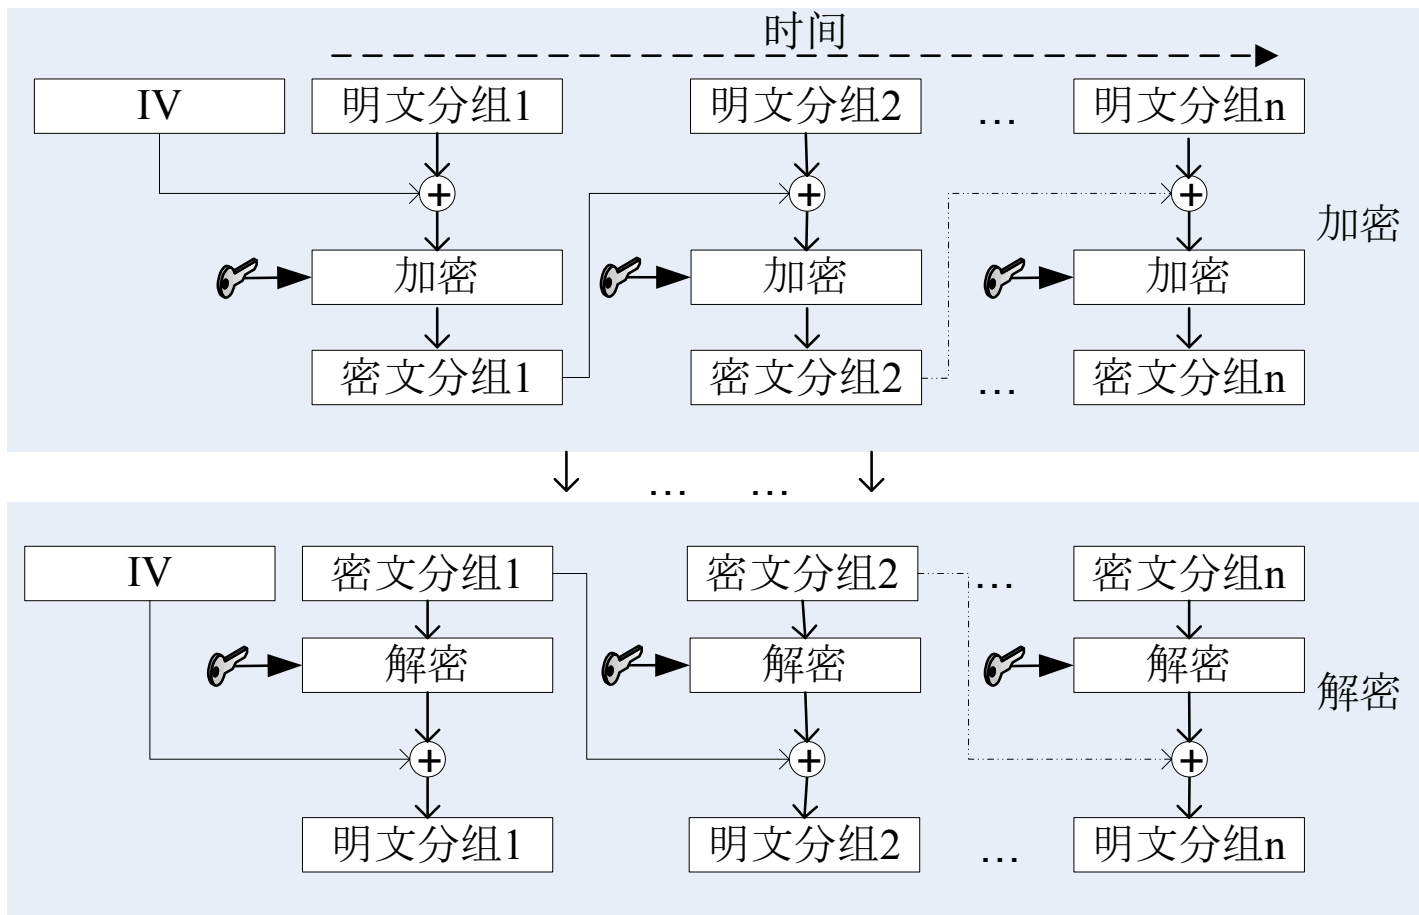 时间
IV 明文分组1 明文分组2 … 明文分组n
加密
加密 加密 加密
密文分组1 密文分组2 … 密文分组n
… …
IV 密文分组1 密文分组2 … 密文分组n
解密 解密 解密
解密
明文分组1 明文分组2 … 明文分组n